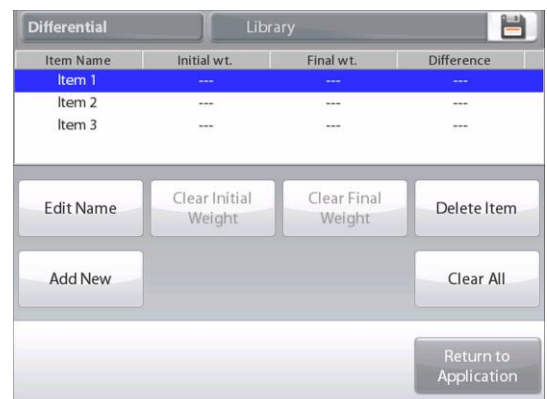 Differential Library
Item Name Initial wt. Final wt. Difference
Item 1 --- --- ---
Item 2 --- --- ---
Item 3 --- --- ---
Edit Name Clear Initial Weight Clear Final Weight Delete Item
Add New Clear All
Return to
Application